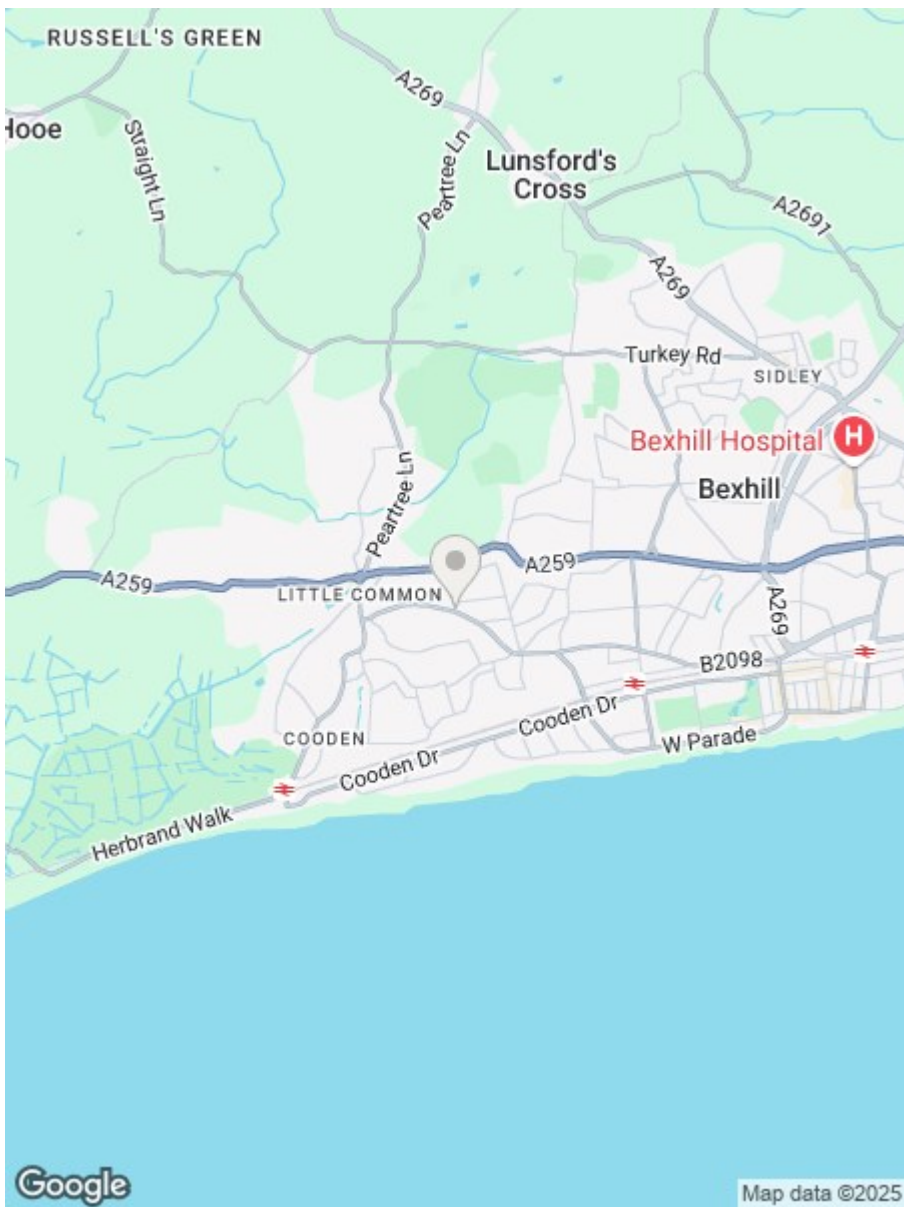 RUSSELL'S GREEN
A269
Hooe
Straight Ln
Peartree Ln
Lunsford's
Cross
A2691
A269
Turkey Rd
SIDLEY
Bexhill Hospital
H
Bexhill
Peartree Ln
A259
A259
LITTLE COMMON
A269
B2098
Cooden Dr
COODEN
W Parade
Cooden Dr
Herbrand Walk
Google
Map data ©2025